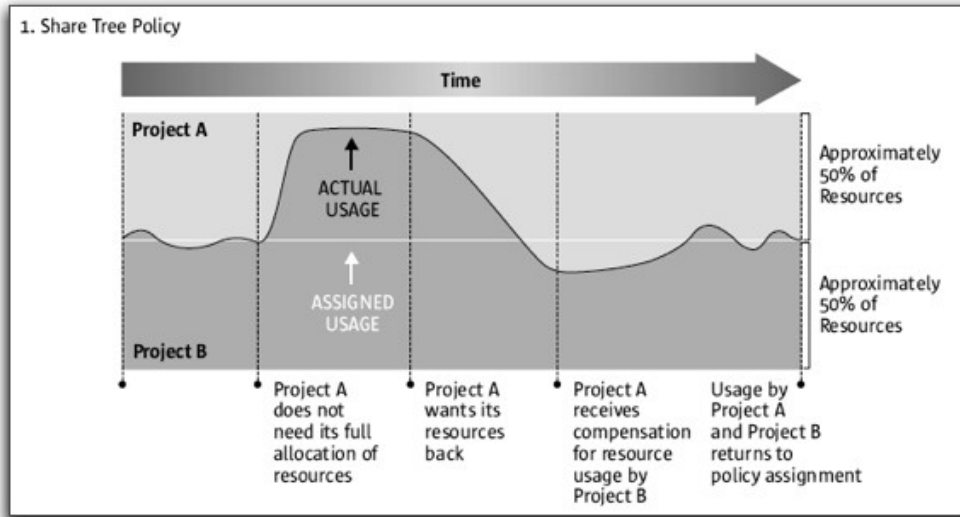 1. Share Tree Policy
Time
Project A
ACTUAL
USAGE
ASSIGNED
USAGE
Project B
Approximately
50% of
Resources
Approximately
50% of
Resources
Project A
does not
need its full
allocation of
resources
Project A
wants its
resources
back
Project A
receives
compensation
for resource
usage by
Project B
Usage by
Project A
and Project B
returns to
policy assignment